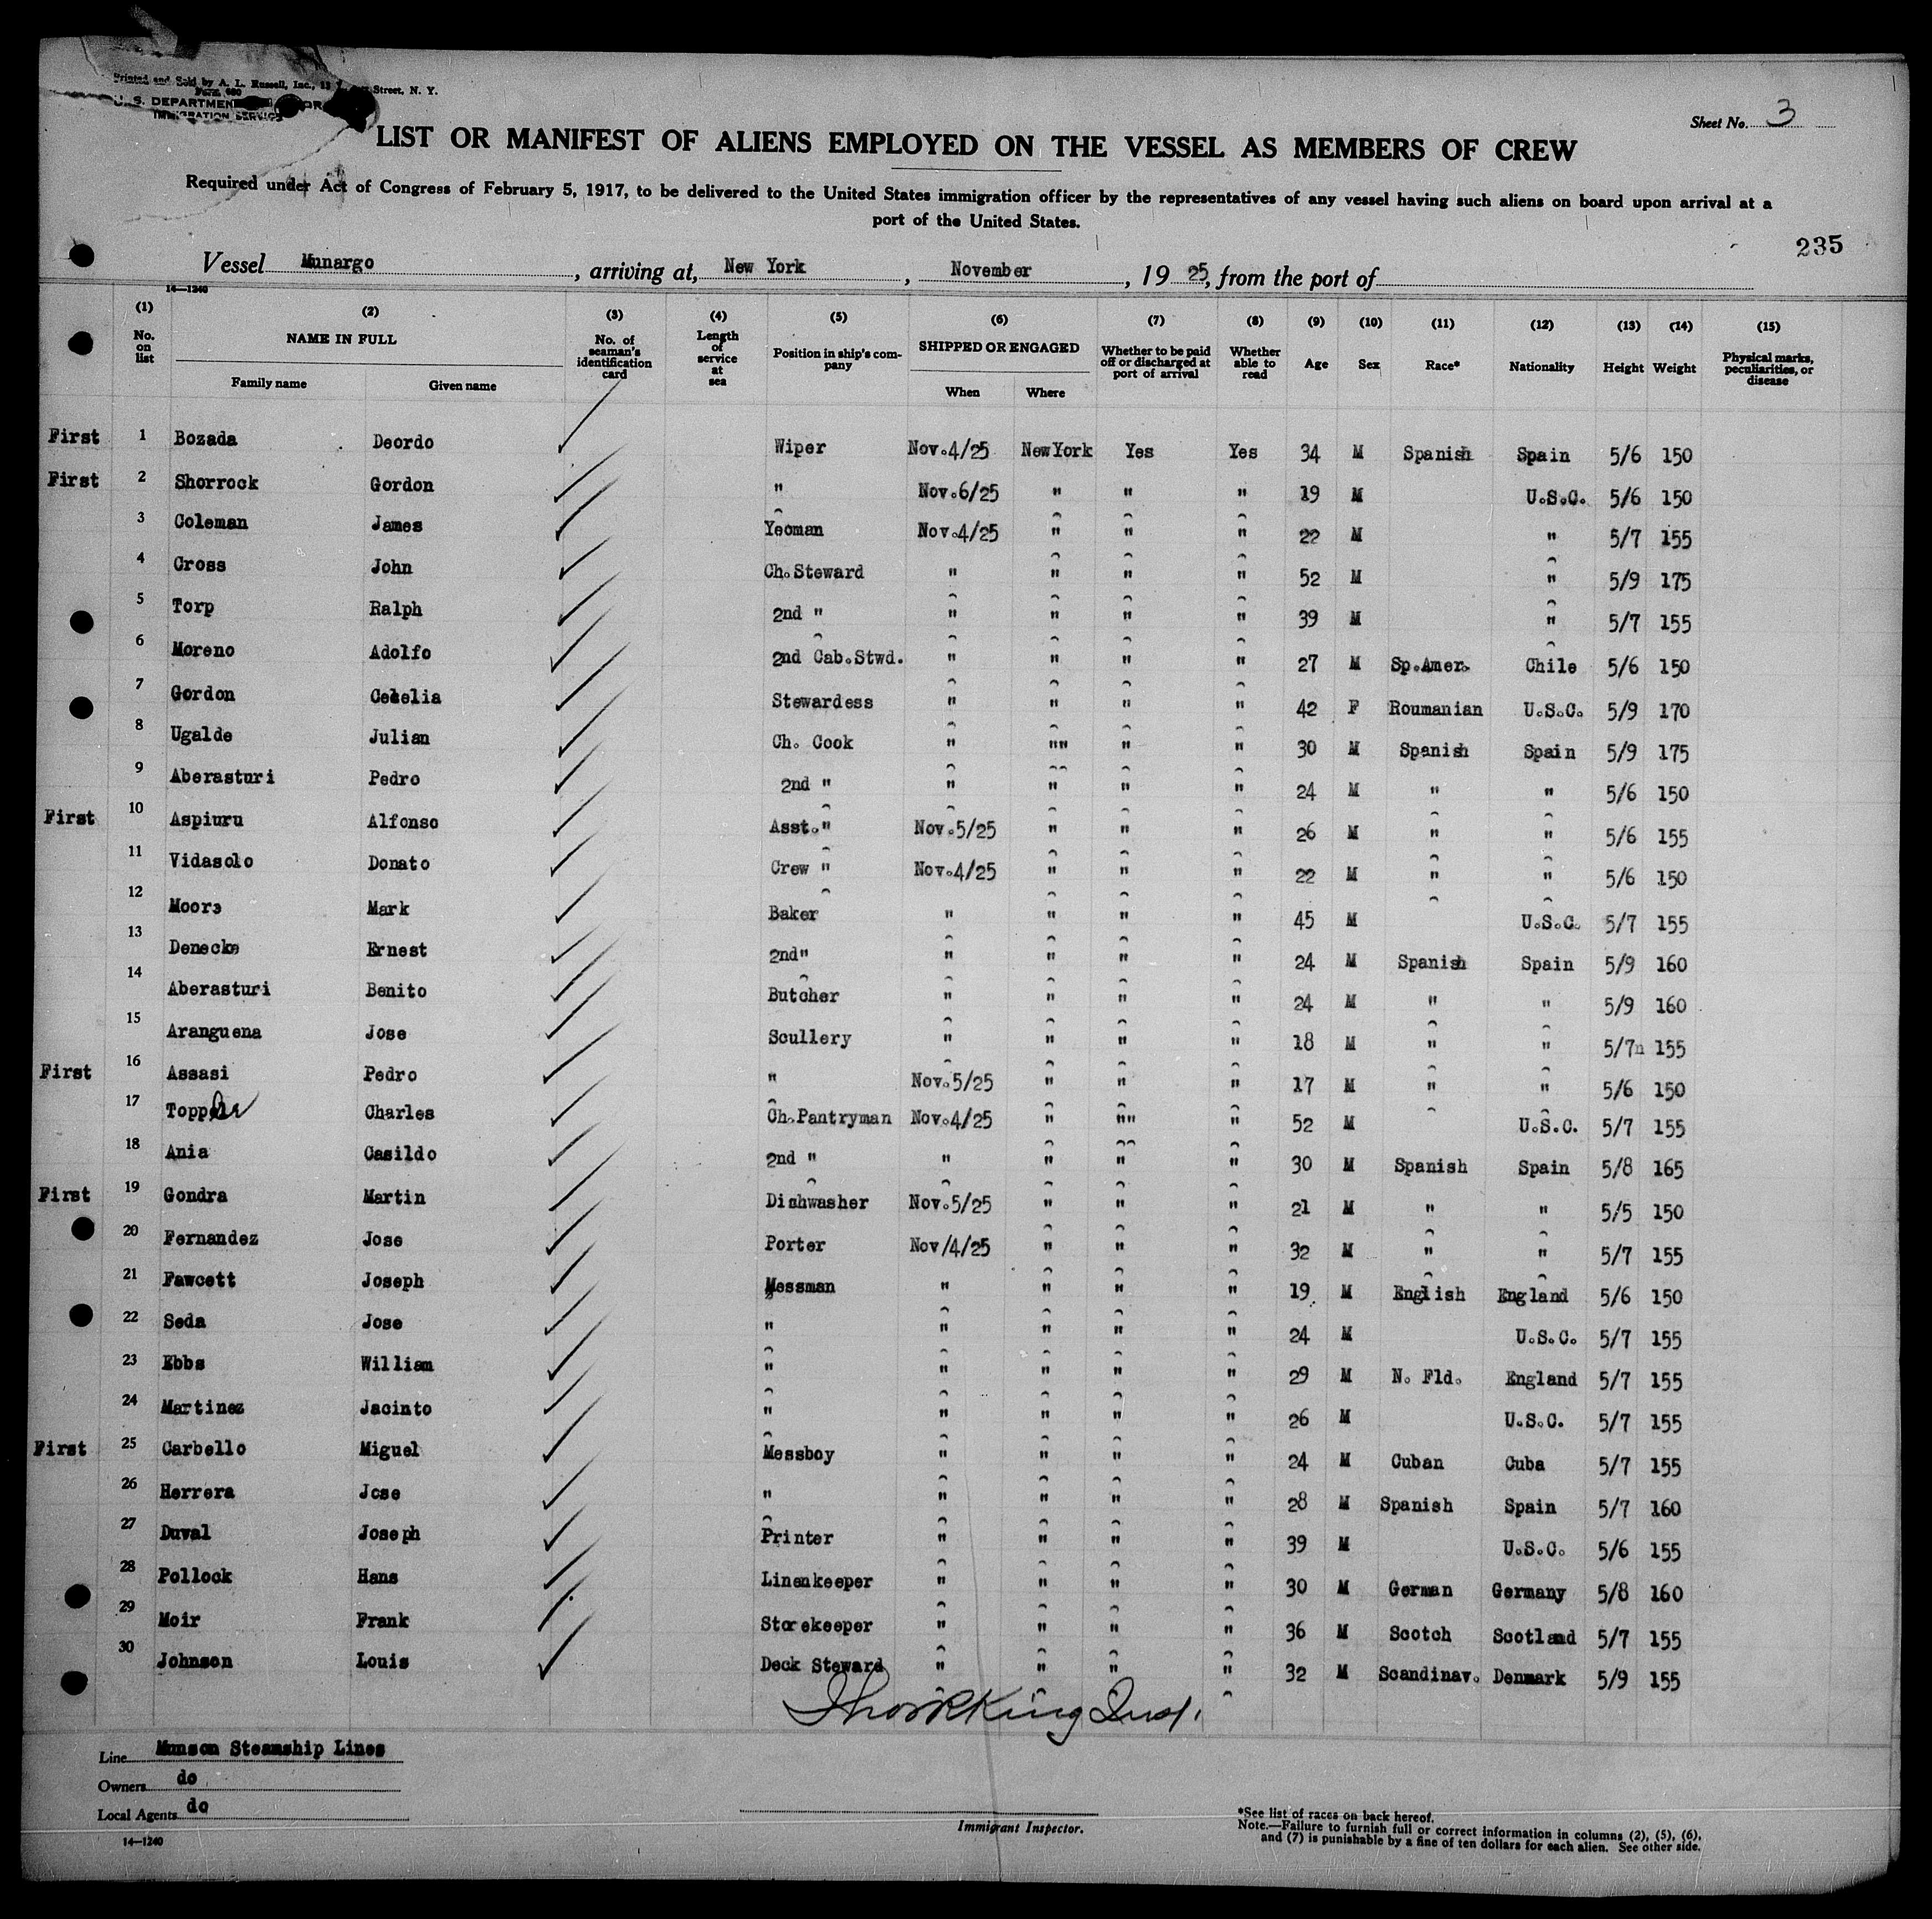 Printed and Sold by A. L. Russell, Inc., Street, N. Y.
Form 680
U. S. DEPARTMENT
IMMIGRATION SERVICE
Sheet No. 3
LIST OR MANIFEST OF ALIENS EMPLOYED ON THE VESSEL AS MEMBERS OF CREW
Required under Act of Congress of February 5, 1917, to be delivered to the United States immigration officer by the representatives of any vessel having such aliens on board upon arrival at a
port of the United States.
235
Vessel Munargo, arriving at, New York, November, 19 25, from the port of
14—1240
(1) (2) (3) (4) (5) (6) (7) (8) (9) (10) (11) (12) (13) (14) (15)
No. on list NAME IN FULL Family name Given name No. of seaman's identification card Length of service at sea Position in ship's company SHIPPED OR ENGAGED When Where Whether to be paid off or discharged at port of arrival Whether able to read Age Sex Race* Nationality Height Weight Physical marks, peculiarities, or disease
First 1 Bozada Deordo Wiper Nov.4/25 NewYork Yes Yes 34 M Spanish Spain 5/6 150
First 2 Shorrock Gordon " Nov.6/25 " " " 19 M U.S.C. 5/6 150
3 Coleman James Yeoman Nov.4/25 " " " 22 M " 5/7 155
4 Cross John Ch.Steward " " " " 52 M " 5/9 175
5 Torp Ralph 2nd " " " " " 39 M " 5/7 155
6 Moreno Adolfo 2nd Cab.Stwd. " " " " 27 M Sp.Amer. Chile 5/6 150
7 Gordon Cecelia Stewardess " " " " 42 F Roumanian U.S.C. 5/9 170
8 Ugalde Julian Ch. Cook " "" " " 30 M Spanish Spain 5/9 175
9 Aberasturi Pedro 2nd " " " " " 24 M " " 5/6 150
First 10 Aspiuru Alfonso Asst." Nov.5/25 " " " 26 M " " 5/6 155
11 Vidasolo Donato Crew " Nov.4/25 " " " 22 M " " 5/6 150
12 Moore Mark Baker " " " " 45 M U.S.C. 5/7 155
13 Denecke Ernest 2nd" " " " " 24 M Spanish Spain 5/9 160
14 Aberasturi Benito Butcher " " " " 24 M " " 5/9 160
15 Aranguena Jose Scullery " " " " 18 M " " 5/7n 155
First 16 Assasi Pedro " Nov.5/25 " " " 17 M " " 5/6 150
17 Charles Ch.Pantryman Nov.4/25 " "" " 52 M U.S.C. 5/7 155
18 Ania Casildo 2nd " " " " " 30 M Spanish Spain 5/8 165
First 19 Gondra Martin Dishwasher Nov.5/25 " " " 21 M " " 5/5 150
20 Fernandez Jose Porter Nov/4/25 " " " 32 M " " 5/7 155
21 Fawcett Joseph Messman " " " " 19 M English England 5/6 150
22 Seda Jose " " " " " 24 M U.S.C. 5/7 155
23 Ebbs William " " " " " 29 M N. Fld. England 5/7 155
24 Martinez Jacinto " " " " " 26 M U.S.C. 5/7 155
First 25 Carbello Miguel Messboy " " " " 24 M Cuban Cuba 5/7 155
26 Herrera Jose " " " " " 28 M Spanish Spain 5/7 160
27 Duval Joseph Printer " " " " 39 M U.S.C. 5/6 155
28 Pollock Hans Linenkeeper " " " " 30 M German Germany 5/8 160
29 Moir Frank Storekeeper " " " " 36 M Scotch Scotland 5/7 155
30 Johnson Louis Deck Steward " " " " 32 M Scandinav. Denmark 5/9 155
King Insp.
Line Munson Steamship Lines
Owners do
Local Agents do
14—1240
Immigrant Inspector.
*See list of races on back hereof.
Note.—Failure to furnish full or correct information in columns (2), (5), (6),
and (7) is punishable by a fine of ten dollars for each alien. See other side.